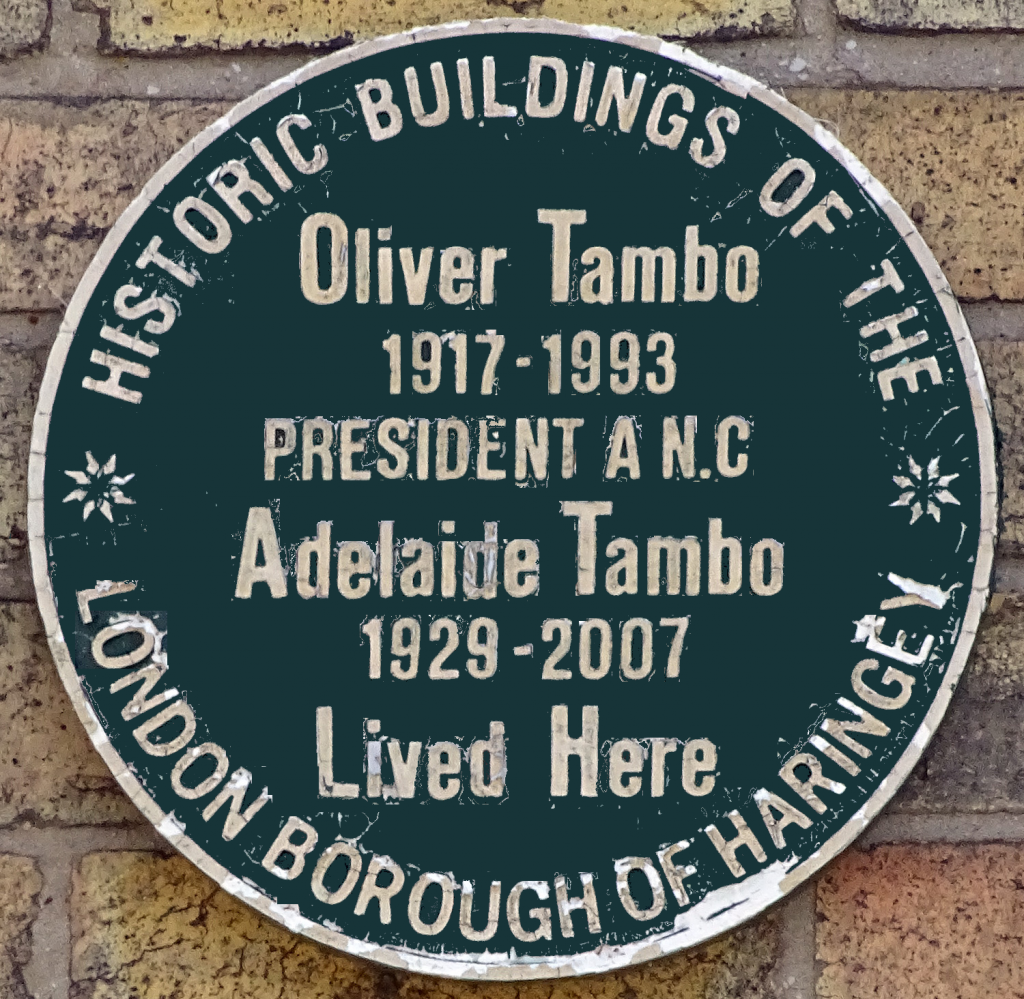 HISTORIC BUILDINGS OF THE
Oliver Tambo
1917-1993
PRESIDENT A N.C
Adelaide Tambo
1929-2007
Lived Here
LONDON BOROUGH OF HARINGEY